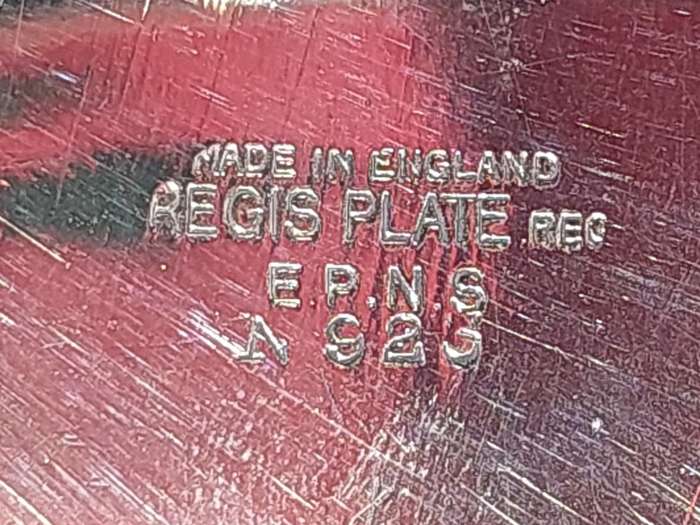 MADE IN ENGLAND
REGIS PLATE REG
E.P.N.S
A 923